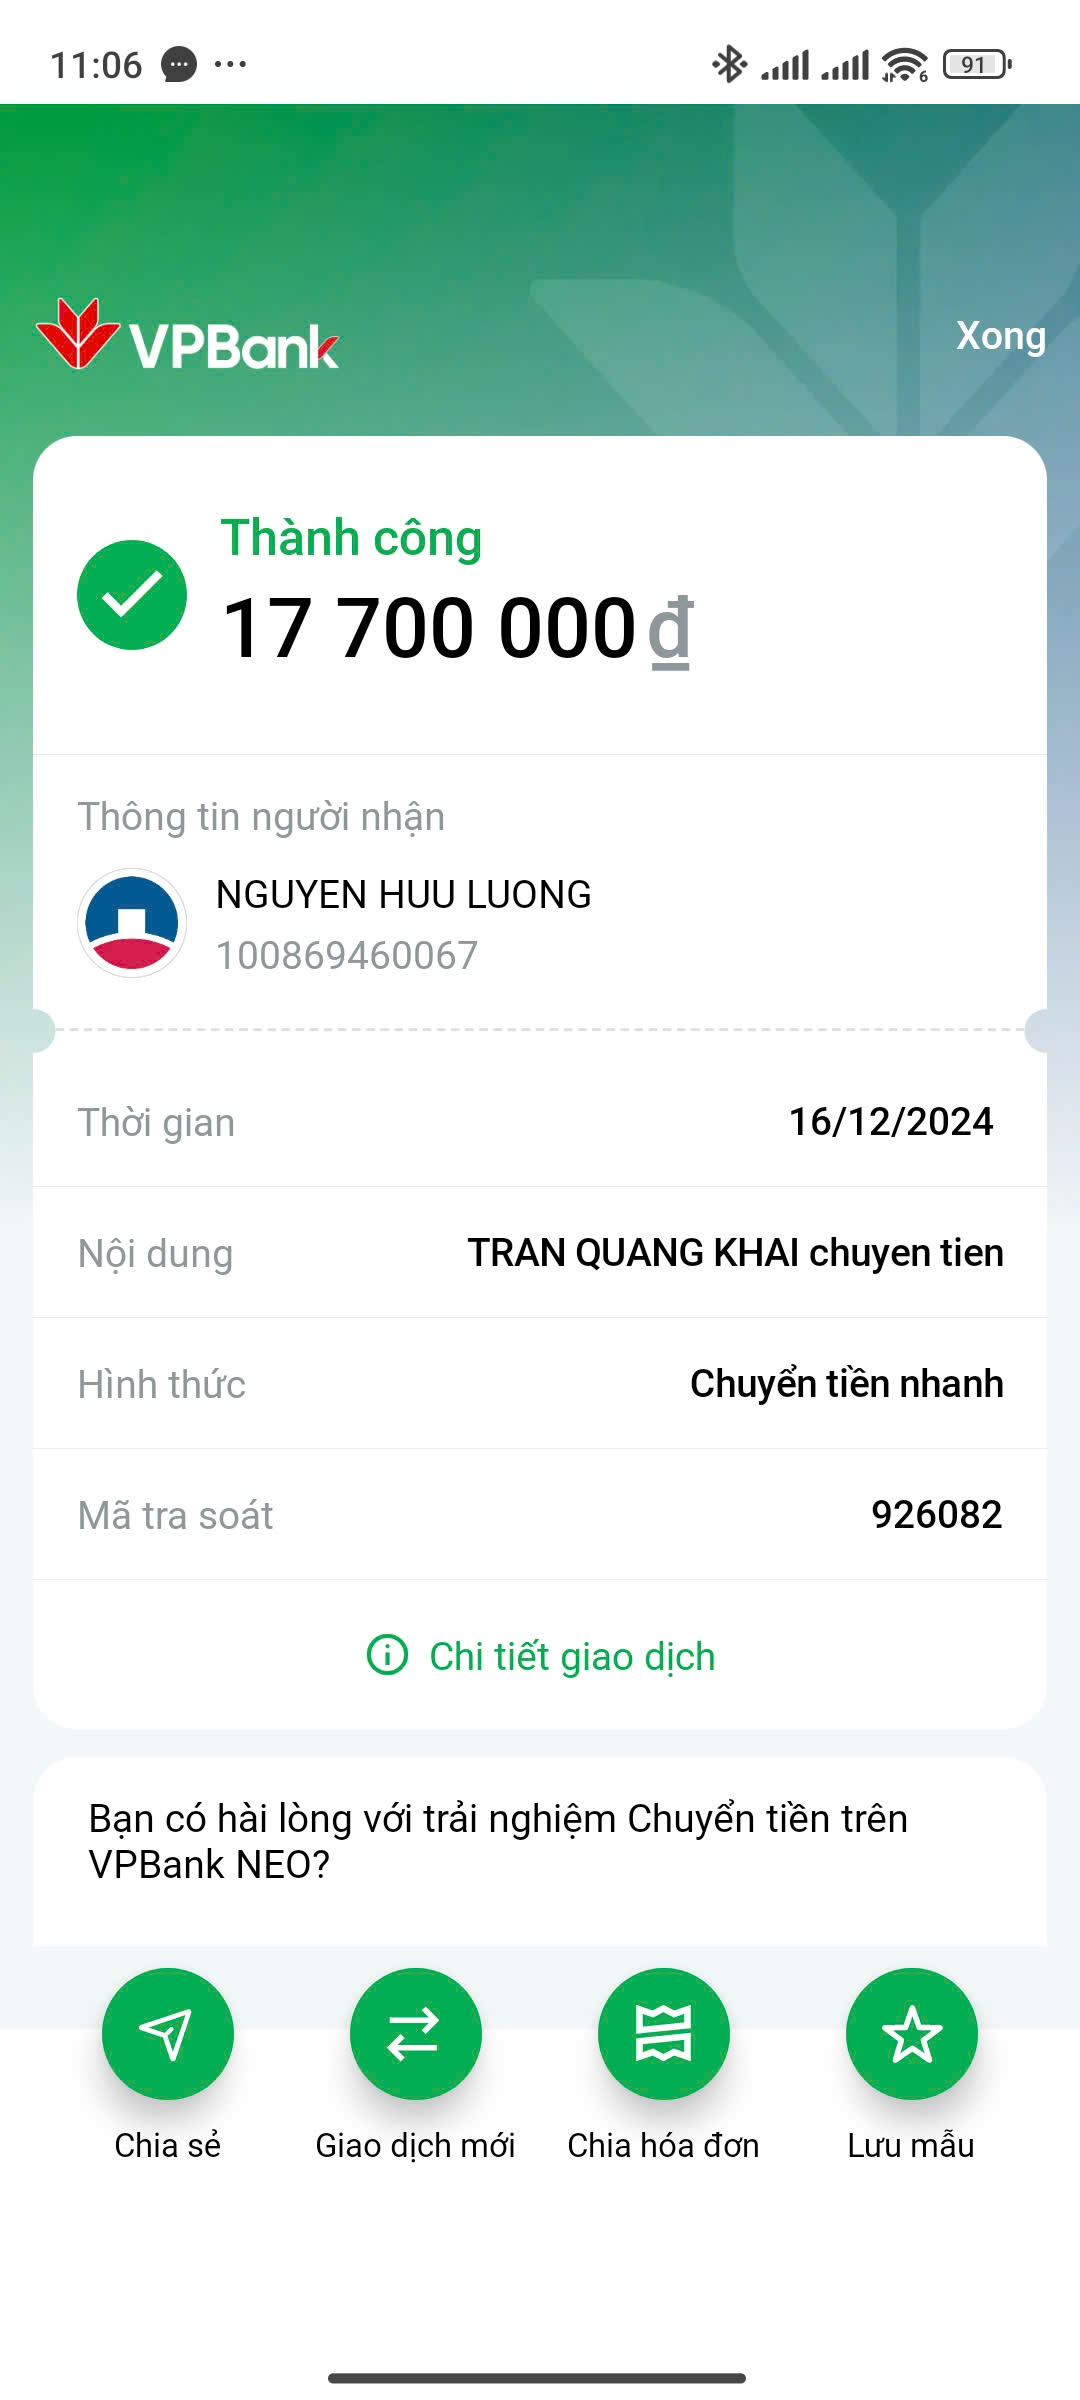 11:06
6
91
VPBank
Xong
Thành công
17 700 000 đ
Thông tin người nhận
NGUYEN HUU LUONG
100869460067
Thời gian 16/12/2024
Nội dung TRAN QUANG KHAI chuyen tien
Hình thức Chuyển tiền nhanh
Mã tra soát 926082
Chi tiết giao dịch
Bạn có hài lòng với trải nghiệm Chuyển tiền trên
VPBank NEO?
Chia sẻ Giao dịch mới Chia hóa đơn Lưu mẫu